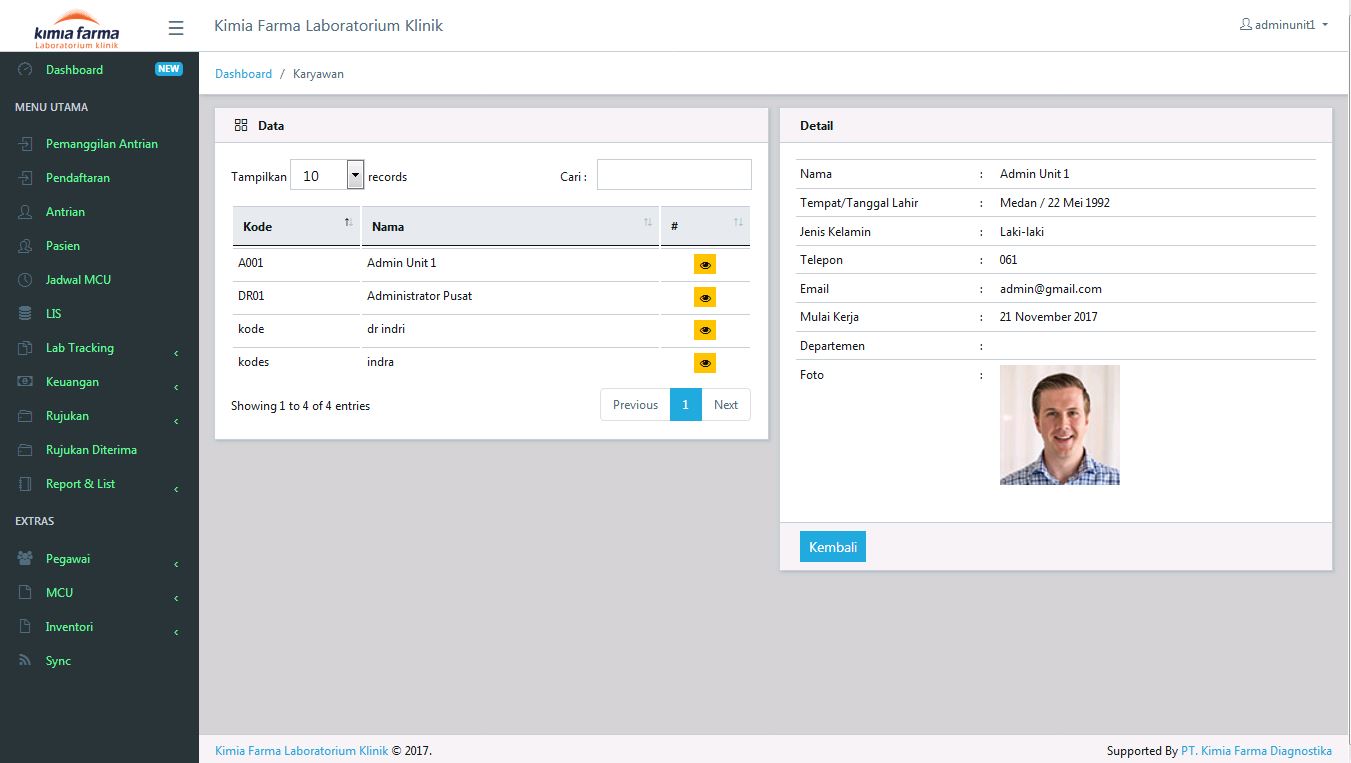 kimia farma
Laboratorium klinik
Kimia Farma Laboratorium Klinik
adminunit1
Dashboard NEW
MENU UTAMA
Pemanggilan Antrian
Pendaftaran
Antrian
Pasien
Jadwal MCU
LIS
Lab Tracking
Keuangan
Rujukan
Rujukan Diterima
Report & List
EXTRAS
Pegawai
MCU
Inventori
Sync
Dashboard / Karyawan
Data
Tampilkan 10 records Cari :
Kode Nama #
A001 Admin Unit 1
DR01 Administrator Pusat
kode dr indri
kodes indra
Showing 1 to 4 of 4 entries Previous 1 Next
Detail
Nama : Admin Unit 1
Tempat/Tanggal Lahir : Medan / 22 Mei 1992
Jenis Kelamin : Laki-laki
Telepon : 061
Email : admin@gmail.com
Mulai Kerja : 21 November 2017
Departemen :
Foto :
Kembali
Kimia Farma Laboratorium Klinik © 2017. Supported By PT. Kimia Farma Diagnostika